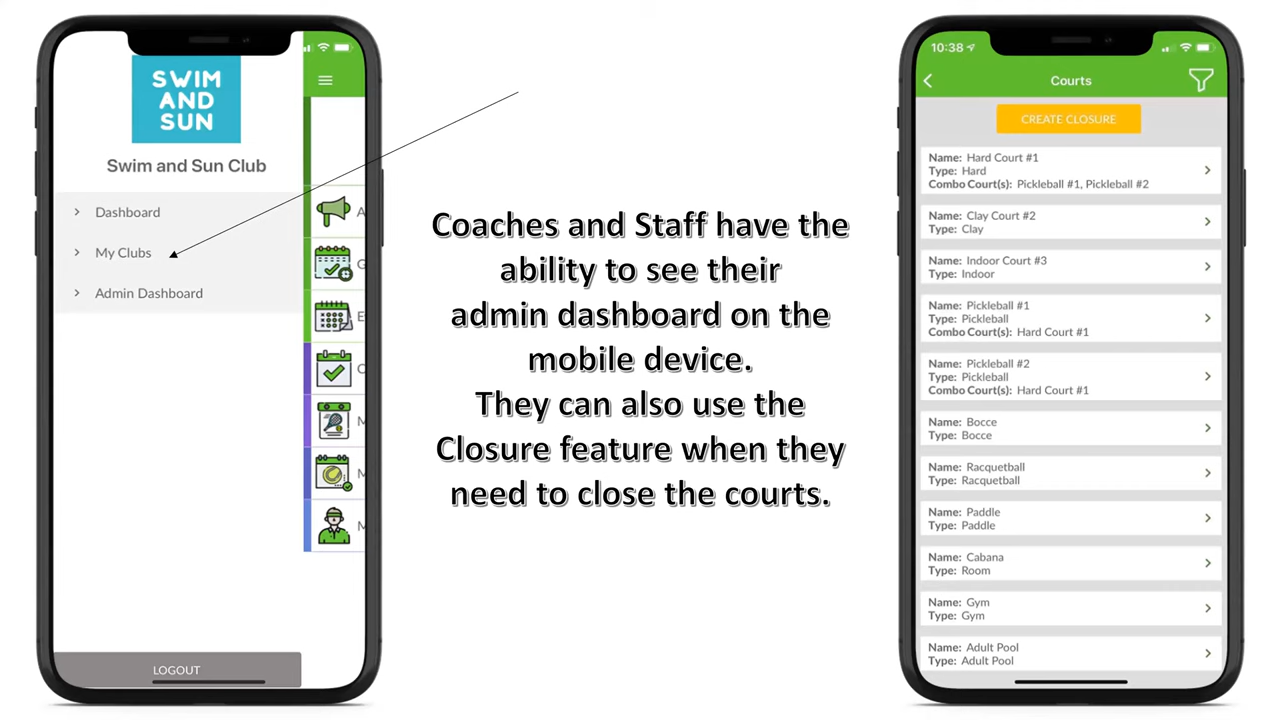 SWIM
AND
SUN
Swim and Sun Club
Dashboard
My Clubs
Admin Dashboard
LOGOUT
A
G
E
C
M
M
M
Coaches and Staff have the
ability to see their
admin dashboard on the
mobile device.
They can also use the
Closure feature when they
need to close the courts.
10:38
Courts
CREATE CLOSURE
Name: Hard Court #1
Type: Hard
Combo Court(s): Pickleball #1, Pickleball #2
Name: Clay Court #2
Type: Clay
Name: Indoor Court #3
Type: Indoor
Name: Pickleball #1
Type: Pickleball
Combo Court(s): Hard Court #1
Name: Pickleball #2
Type: Pickleball
Combo Court(s): Hard Court #1
Name: Bocce
Type: Bocce
Name: Racquetball
Type: Racquetball
Name: Paddle
Type: Paddle
Name: Cabana
Type: Room
Name: Gym
Type: Gym
Name: Adult Pool
Type: Adult Pool